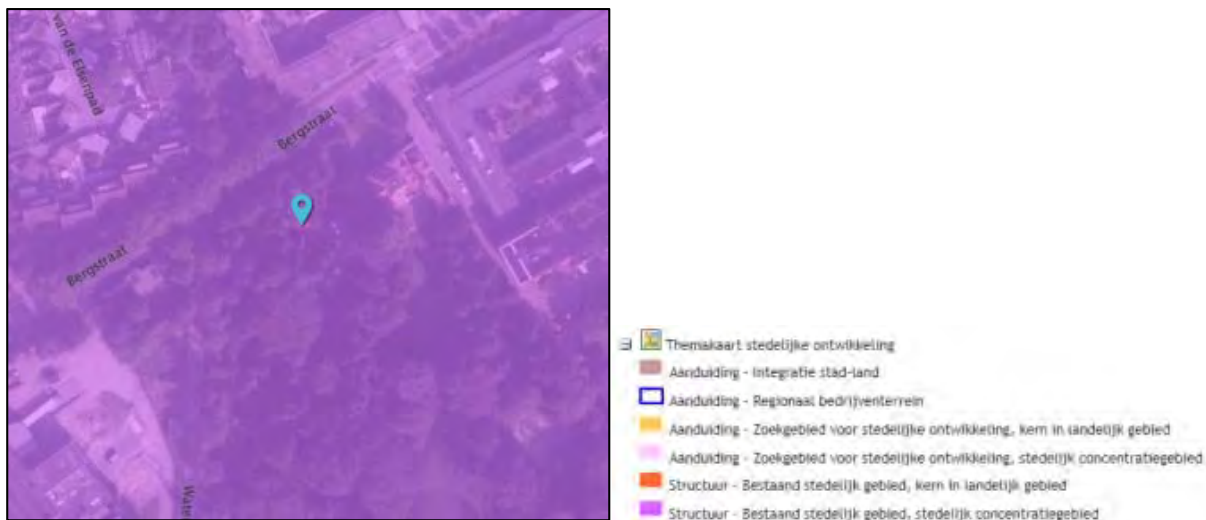 van de Elsenpad
Bergstraat
Bergstraat
Wate
Themakaart stedelijke ontwikkeling
Aanduiding - Integratie stad-land
Aanduiding - Regionaal bedrijventerrein
Aanduiding - Zoekgebied voor stedelijke ontwikkeling, kern in landelijk gebied
Aanduiding - Zoekgebied voor stedelijke ontwikkeling, stedelijk concentratiegebied
Structuur - Bestaand stedelijk gebied, kern in landelijk gebied
Structuur - Bestaand stedelijk gebied, stedelijk concentratiegebied